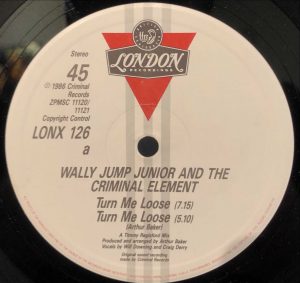 LONDON
RECORDINGS
Stereo
45
℗1986 Criminal
Records
ZPMSC 11120/
11121
Copyright Control
LONX 126
a
WALLY JUMP JUNIOR AND THE
CRIMINAL ELEMENT
Turn Me Loose (7.15)
Turn Me Loose (5.10)
(Arthur Baker)
A Timmy Regisford Mix
Produced and arranged by Arthur Baker
Vocals by Will Downing and Craig Derry
Original sound recording
made by Criminal Records